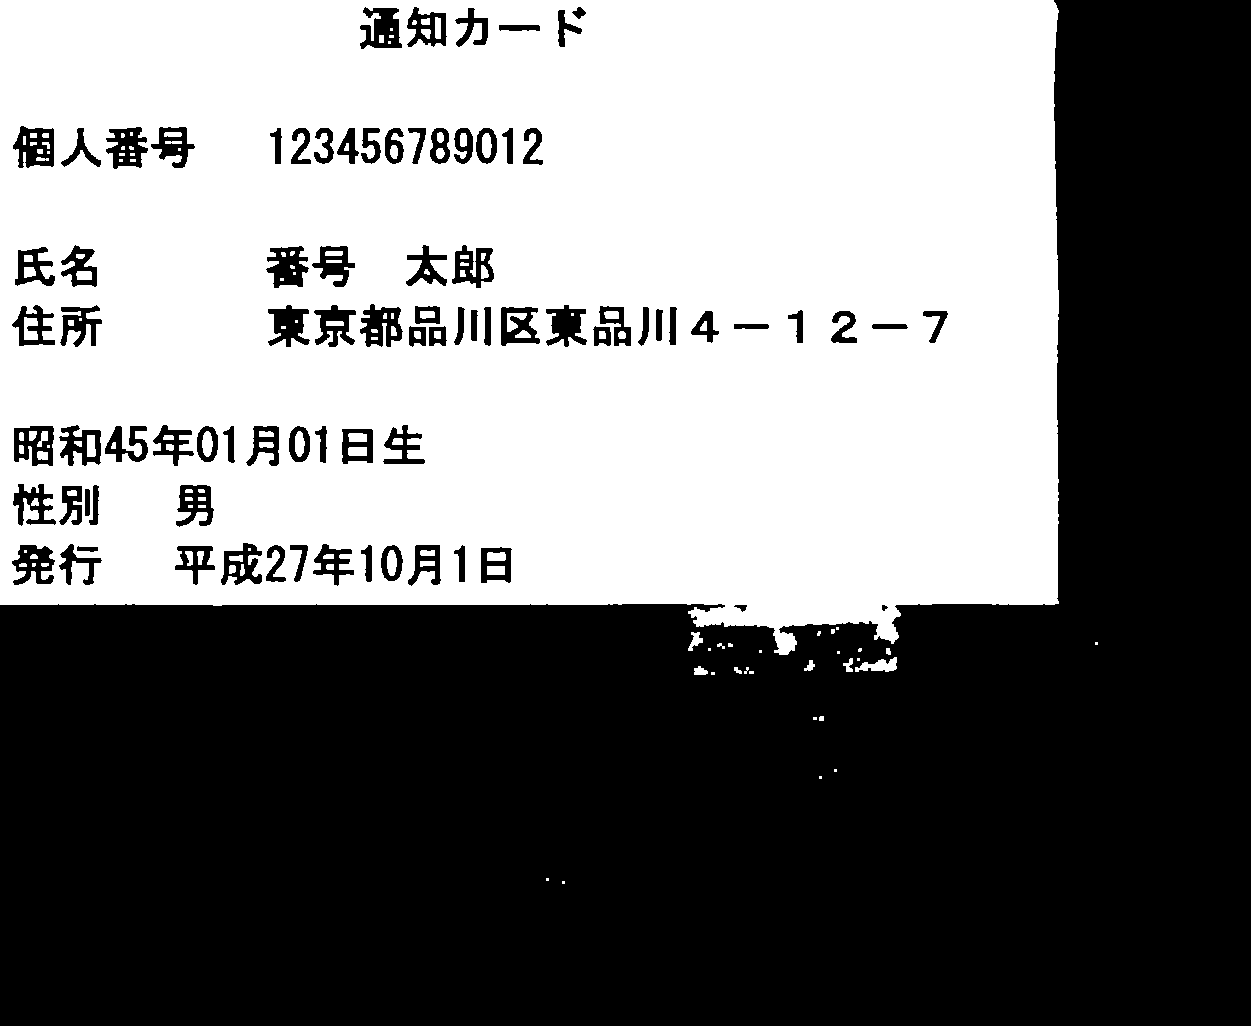 通知カード
個人番号 123456789012
氏名 番号 太郎
住所 東京都品川区東品川4-12-7
昭和45年01月01日生
性別 男
発行 平成27年10月1日